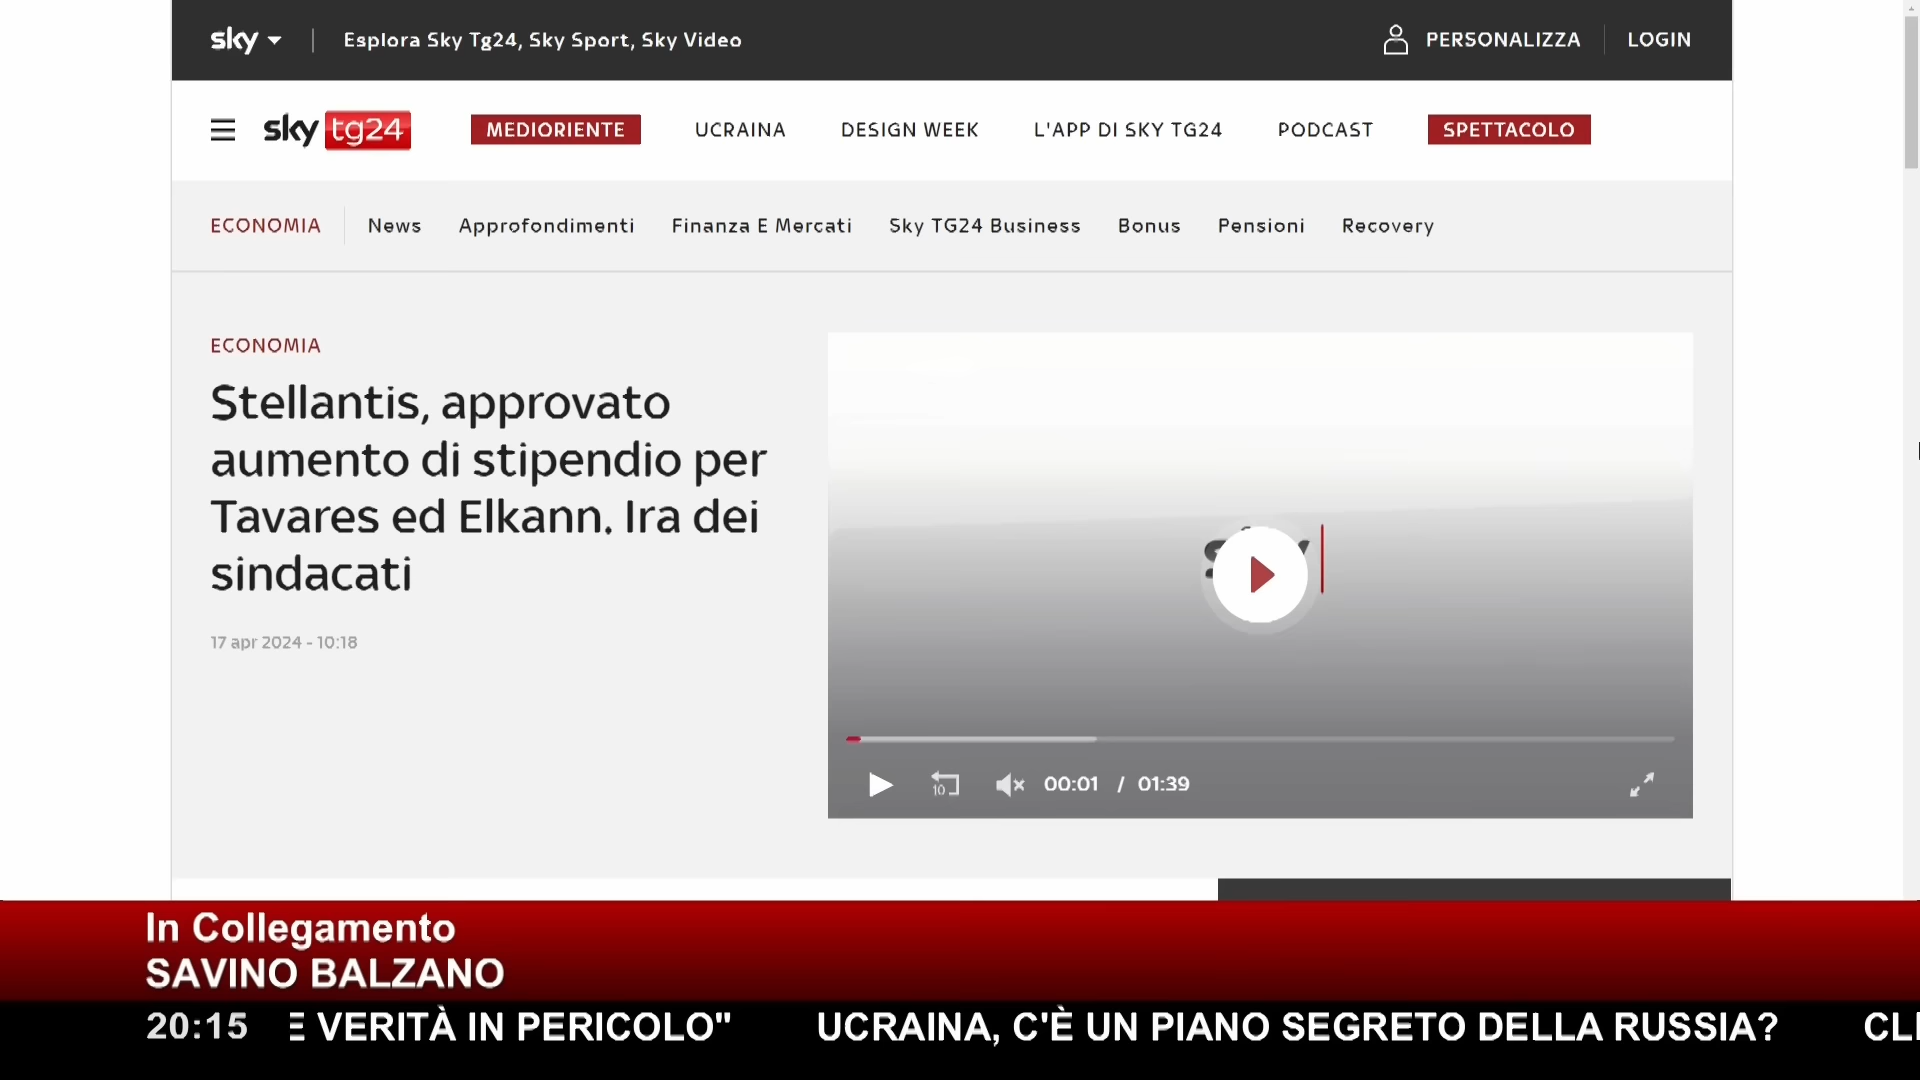 sky Esplora Sky Tg24, Sky Sport, Sky Video PERSONALIZZA LOGIN
sky tg24 MEDIORIENTE UCRAINA DESIGN WEEK L'APP DI SKY TG24 PODCAST SPETTACOLO
ECONOMIA News Approfondimenti Finanza E Mercati Sky TG24 Business Bonus Pensioni Recovery
ECONOMIA
Stellantis, approvato
aumento di stipendio per
Tavares ed Elkann. Ira dei
sindacati
17 apr 2024 - 10:18
10 00:01 / 01:39
In Collegamento
SAVINO BALZANO
20:15 E VERITÀ IN PERICOLO" UCRAINA, C'È UN PIANO SEGRETO DELLA RUSSIA?